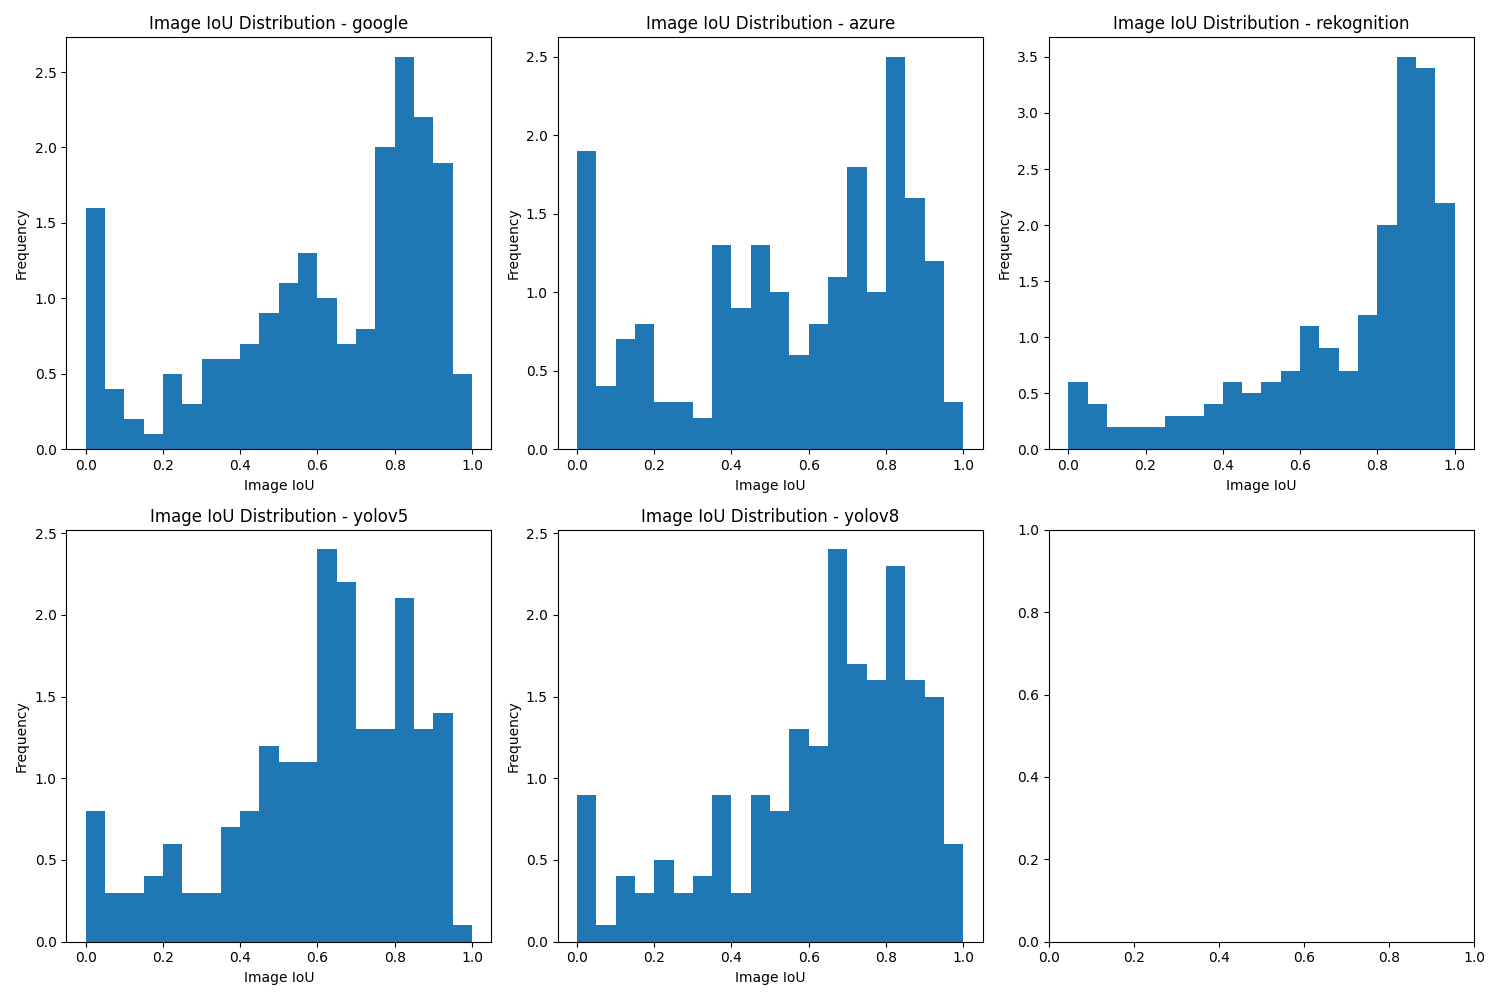 Image IoU Distribution - google
2.5
2.0
1.5
1.0
0.5
0.0
Frequency
0.0 0.2 0.4 0.6 0.8 1.0
Image IoU
Image IoU Distribution - azure
2.5
2.0
1.5
1.0
0.5
0.0
Frequency
0.0 0.2 0.4 0.6 0.8 1.0
Image IoU
Image IoU Distribution - rekognition
3.5
3.0
2.5
2.0
1.5
1.0
0.5
0.0
Frequency
0.0 0.2 0.4 0.6 0.8 1.0
Image IoU
Image IoU Distribution - yolov5
2.5
2.0
1.5
1.0
0.5
0.0
Frequency
0.0 0.2 0.4 0.6 0.8 1.0
Image IoU
Image IoU Distribution - yolov8
2.5
2.0
1.5
1.0
0.5
0.0
Frequency
0.0 0.2 0.4 0.6 0.8 1.0
Image IoU
1.0
0.8
0.6
0.4
0.2
0.0
0.0 0.2 0.4 0.6 0.8 1.0